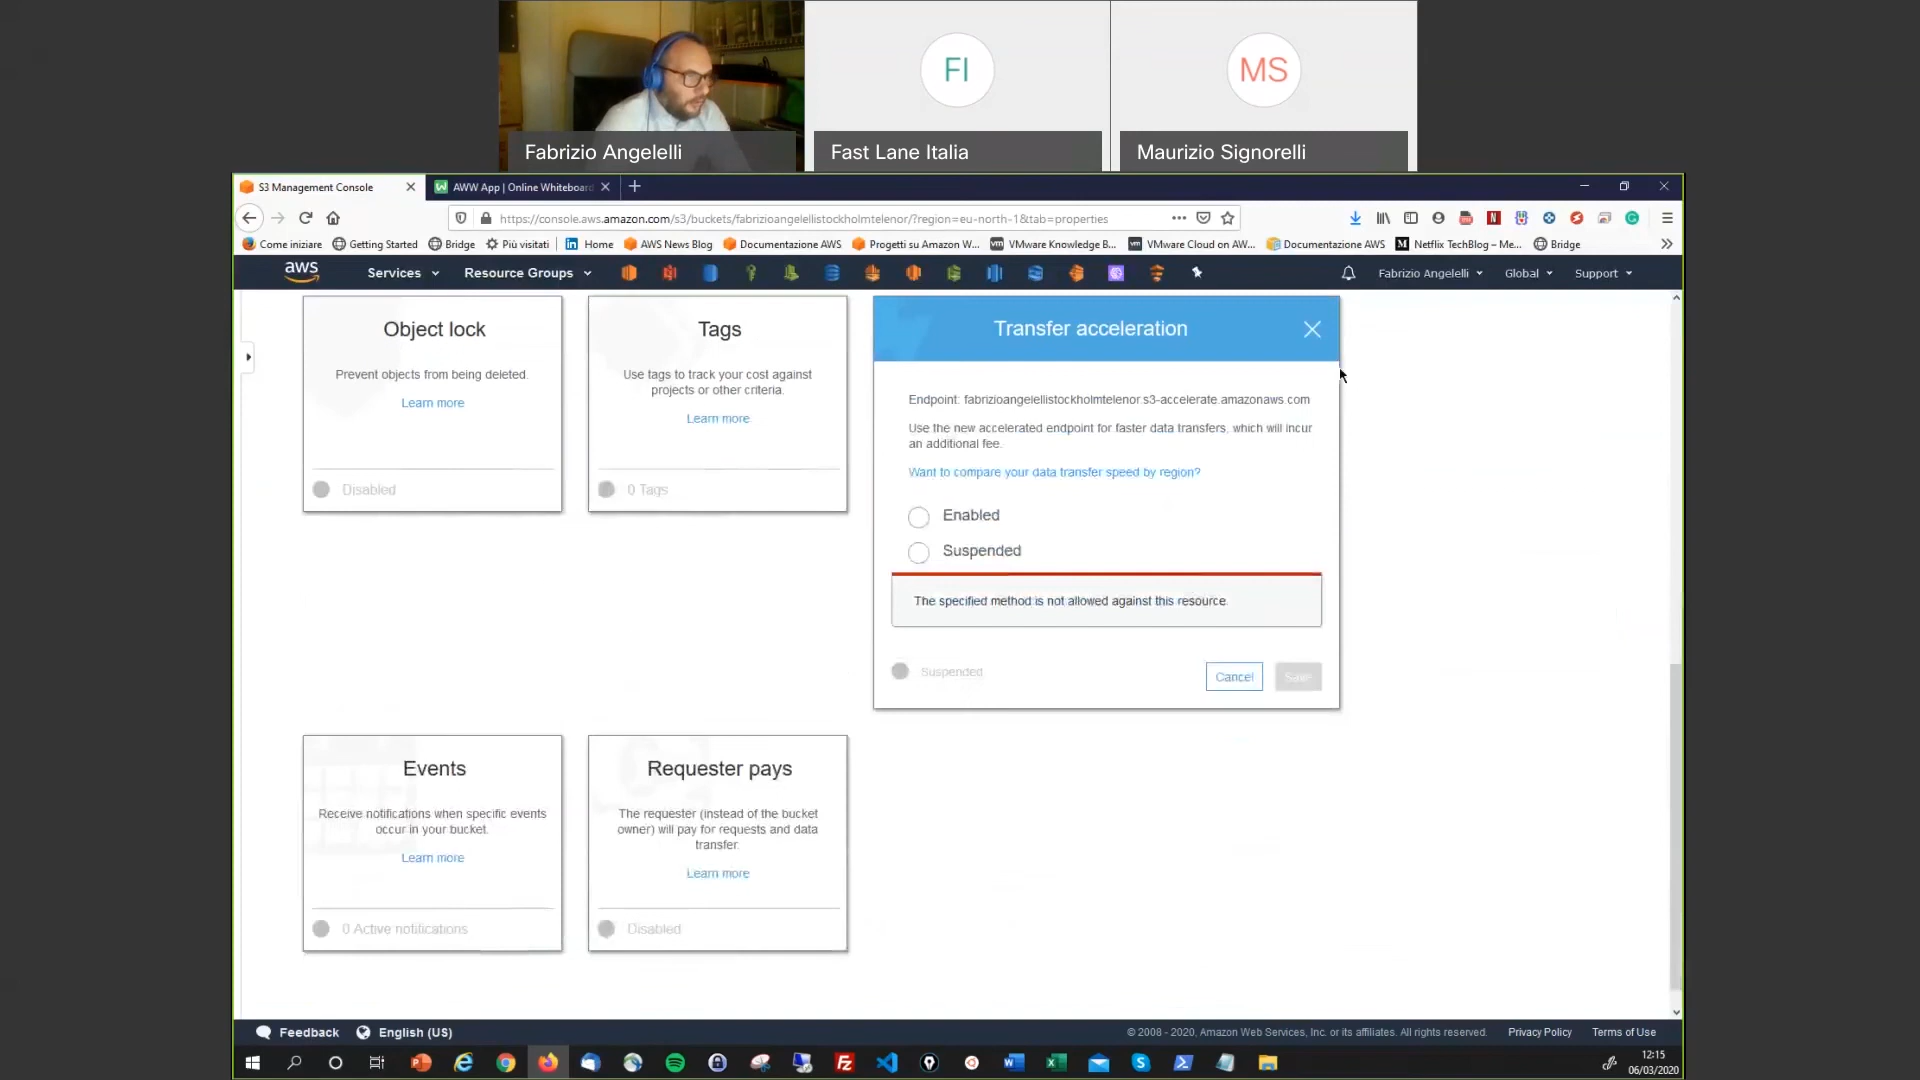 FI
MS
Fabrizio Angelelli
Fast Lane Italia
Maurizio Signorelli
S3 Management Console
AWW App | Online Whiteboard
https://console.aws.amazon.com/s3/buckets/fabrizioangelellistockholmtelenor/?region=eu-north-1&tab=properties
Come iniziare
Getting Started
Bridge
Più visitati
Home
AWS News Blog
Documentazione AWS
Progetti su Amazon W...
VMware Knowledge B...
VMware Cloud on AW...
Documentazione AWS
Netflix TechBlog – Me...
Bridge
aws
Services
Resource Groups
Fabrizio Angelelli
Global
Support
Object lock
Prevent objects from being deleted.
Learn more
Disabled
Tags
Use tags to track your cost against
projects or other criteria.
Learn more
0 Tags
Transfer acceleration
Endpoint: fabrizioangelellistockholmtelenor.s3-accelerate.amazonaws.com
Use the new accelerated endpoint for faster data transfers, which will incur
an additional fee.
Want to compare your data transfer speed by region?
Enabled
Suspended
The specified method is not allowed against this resource.
Suspended
Cancel
Save
Events
Receive notifications when specific events
occur in your bucket.
Learn more
0 Active notifications
Requester pays
The requester (instead of the bucket
owner) will pay for requests and data
transfer.
Learn more
Disabled
Feedback
English (US)
© 2008 - 2020, Amazon Web Services, Inc. or its affiliates. All rights reserved.
Privacy Policy
Terms of Use
12:15
06/03/2020